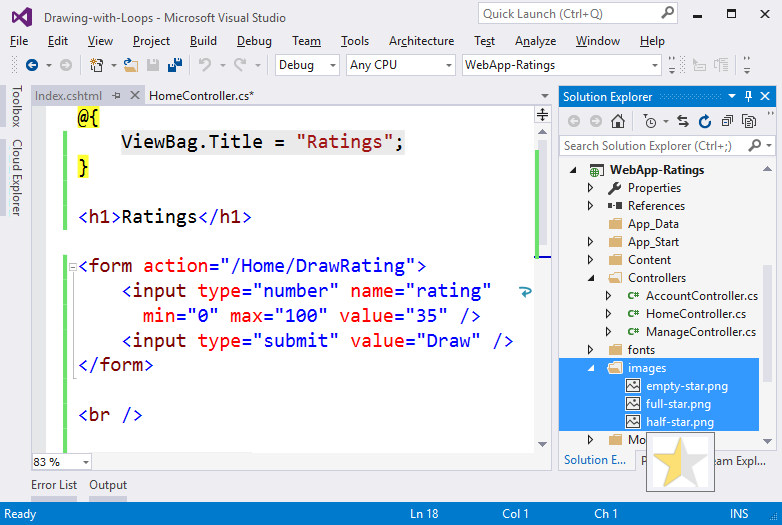 Drawing-with-Loops - Microsoft Visual Studio
Quick Launch (Ctrl+Q)
File Edit View Project Build Debug Team Tools Architecture Test Analyze Window Help
Debug Any CPU WebApp-Ratings
Toolbox
Cloud Explorer
Index.cshtml HomeController.cs*
@{
ViewBag.Title = "Ratings";
}
<h1>Ratings</h1>
<form action="/Home/DrawRating">
<input type="number" name="rating"
min="0" max="100" value="35" />
<input type="submit" value="Draw" />
</form>
<br />
83 %
Solution Explorer
Search Solution Explorer (Ctrl+;)
WebApp-Ratings
Properties
References
App_Data
App_Start
Content
Controllers
C# AccountController.cs
C# HomeController.cs
C# ManageController.cs
fonts
images
empty-star.png
full-star.png
half-star.png
Mo
Solution E... P eam Expl...
Error List Output
Ready Ln 18 Col 1 Ch 1 INS